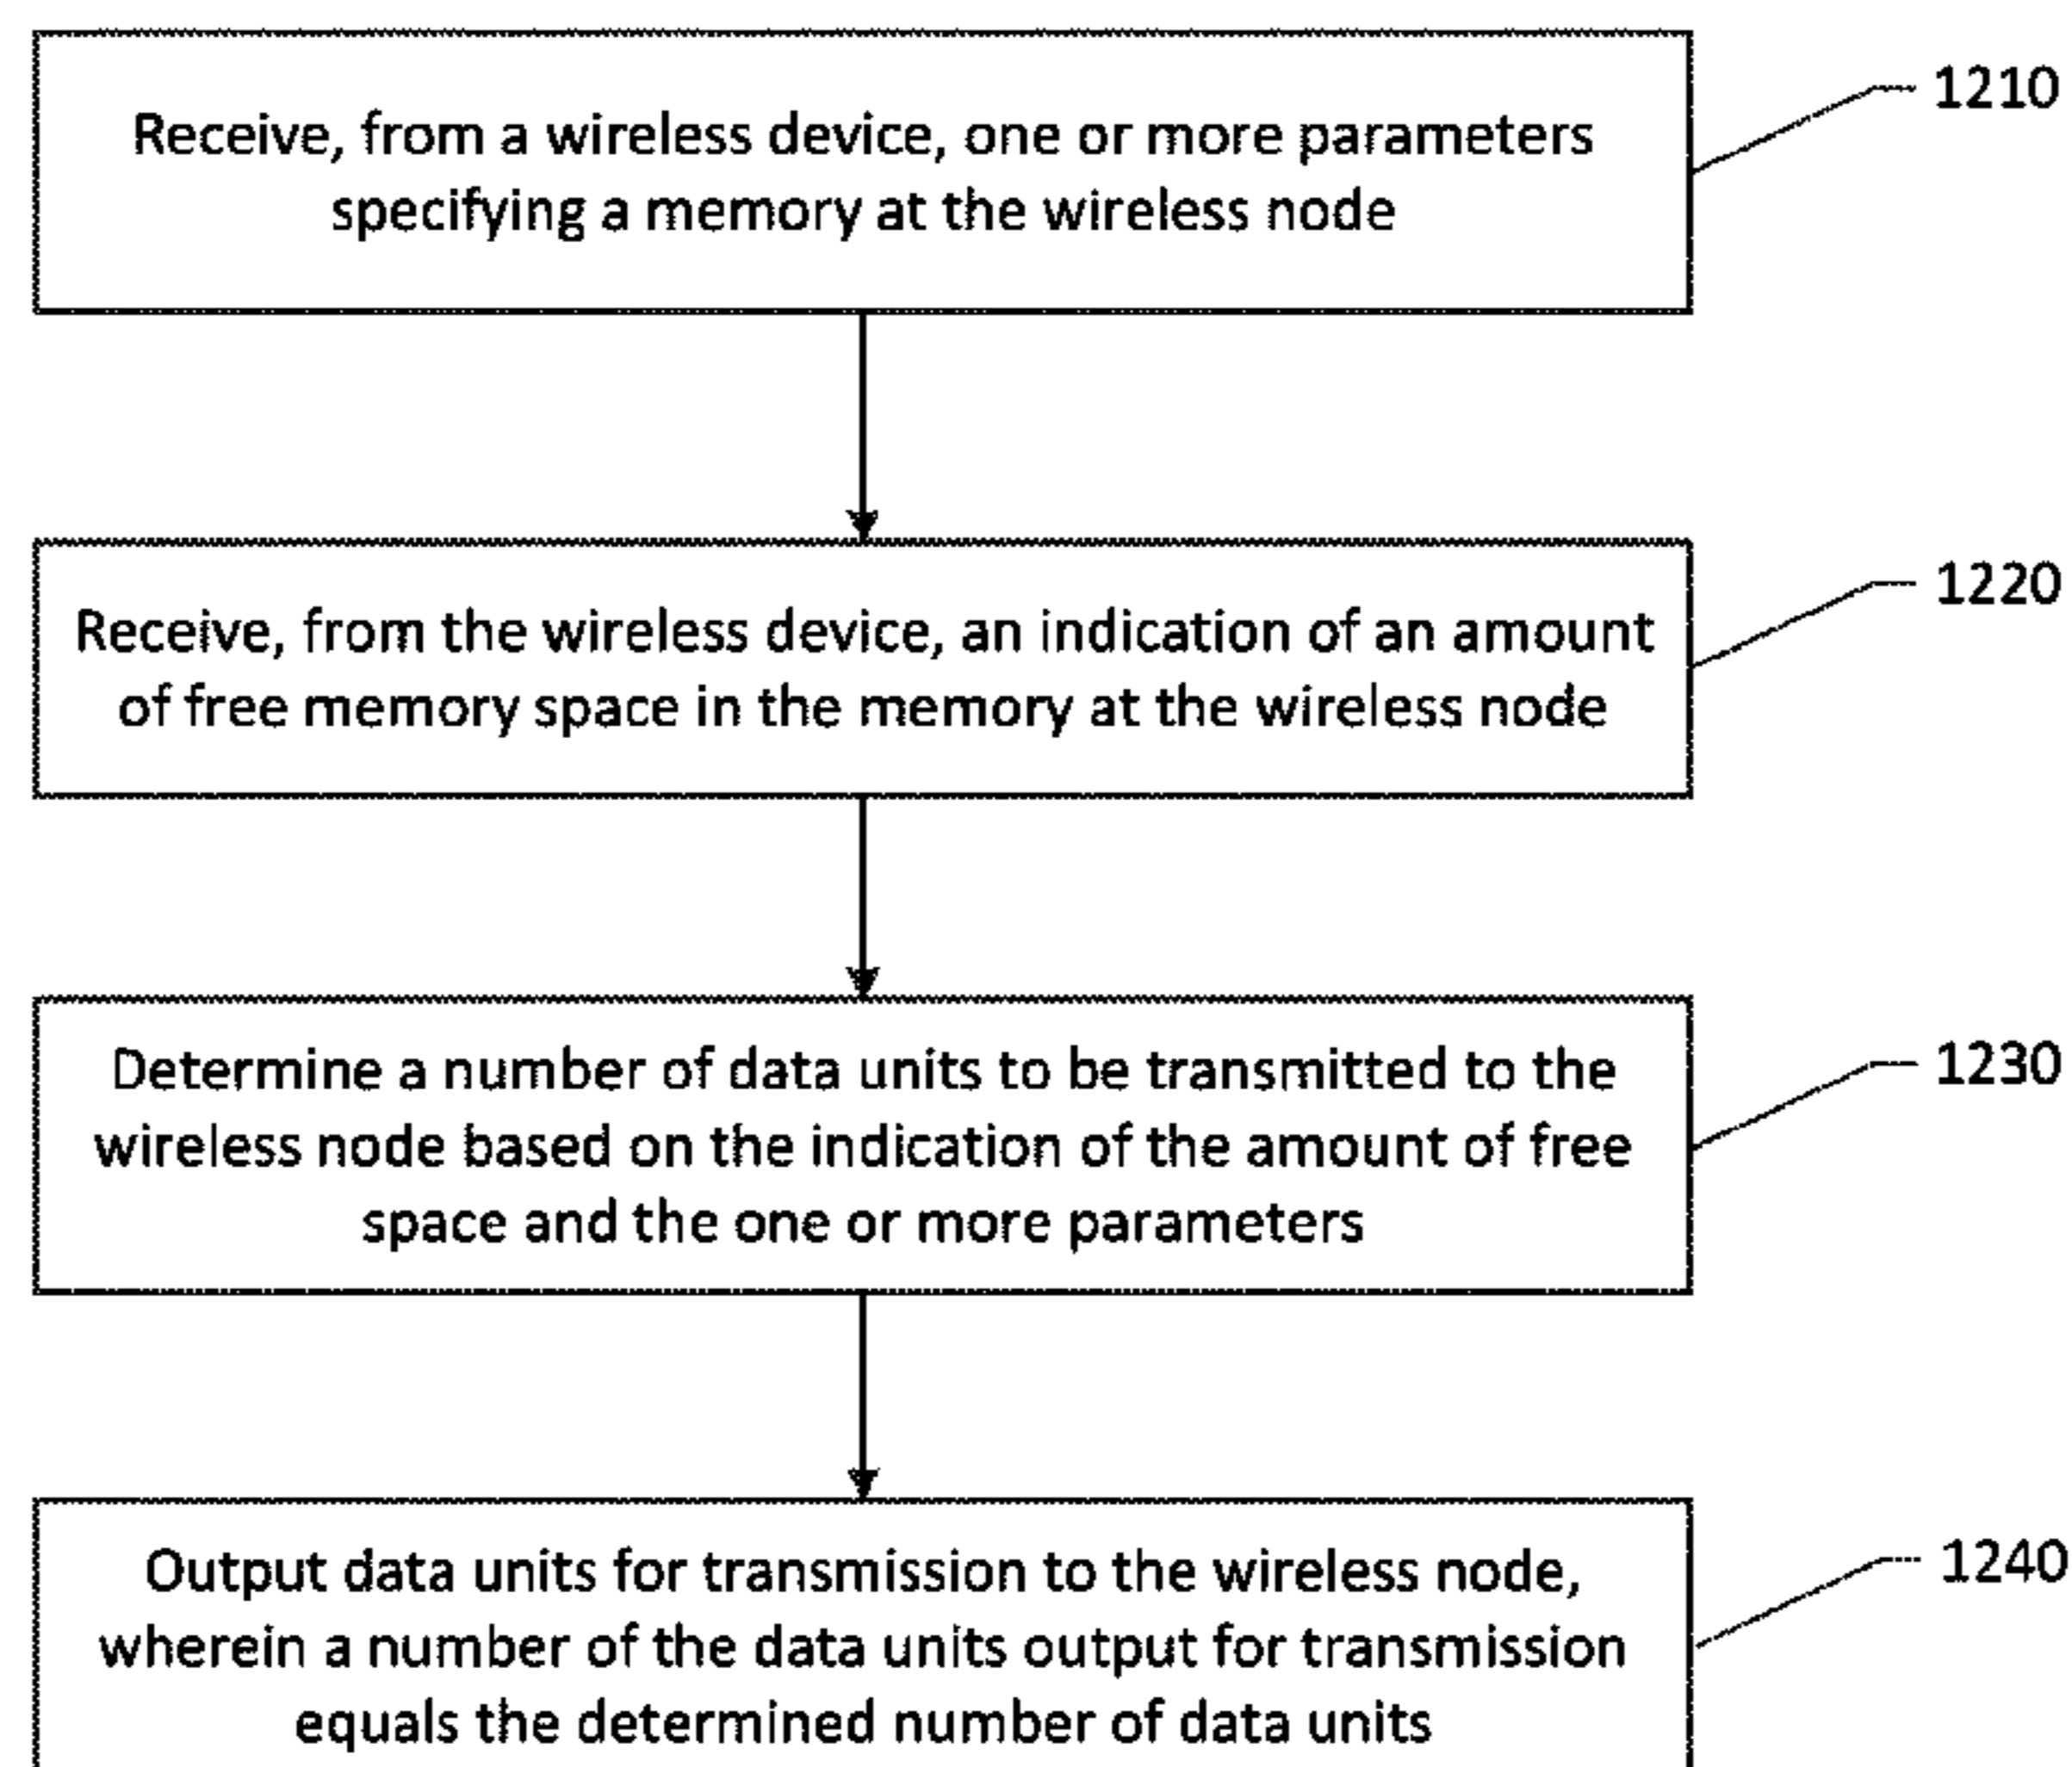 Receive, from a wireless device, one or more parameters
specifying a memory at the wireless node
1210
Receive, from the wireless device, an indication of an amount
of free memory space in the memory at the wireless node
1220
Determine a number of data units to be transmitted to the
wireless node based on the indication of the amount of free
space and the one or more parameters
1230
Output data units for transmission to the wireless node,
wherein a number of the data units output for transmission
equals the determined number of data units
1240